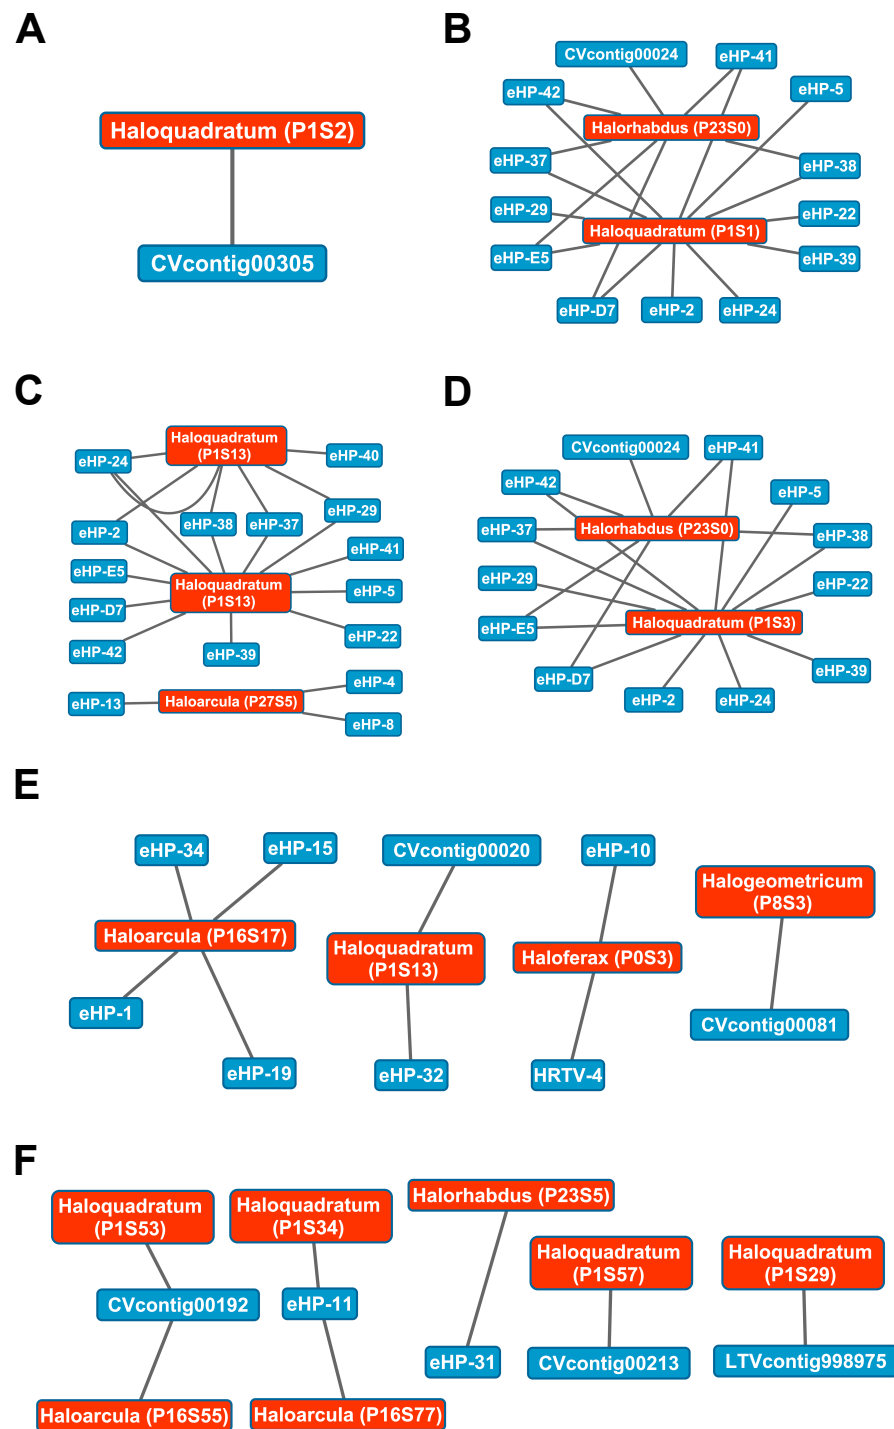 A
Haloquadratum (P1S2)
CVcontig00305
B
CVcontig00024
eHP-41
eHP-42
eHP-5
Halorhabdus (P23S0)
eHP-37
eHP-38
eHP-29
eHP-22
Haloquadratum (P1S1)
eHP-E5
eHP-39
eHP-D7
eHP-2
eHP-24
C
Haloquadratum
(P1S13)
eHP-24
eHP-40
eHP-2
eHP-38
eHP-37
eHP-29
eHP-41
eHP-E5
Haloquadratum
(P1S13)
eHP-5
eHP-D7
eHP-22
eHP-42
eHP-39
eHP-4
eHP-13
Haloarcula (P27S5)
eHP-8
D
CVcontig00024
eHP-41
eHP-42
eHP-5
eHP-37
Halorhabdus (P23S0)
eHP-38
eHP-29
eHP-22
eHP-E5
Haloquadratum (P1S3)
eHP-D7
eHP-39
eHP-2
eHP-24
E
eHP-34
eHP-15
CVcontig00020
eHP-10
Halogeometricum
(P8S3)
Haloarcula (P16S17)
Haloquadratum
(P1S13)
Haloferax (P0S3)
eHP-1
CVcontig00081
eHP-19
eHP-32
HRTV-4
F
Haloquadratum
(P1S53)
Haloquadratum
(P1S34)
Halorhabdus (P23S5)
Haloquadratum
(P1S57)
Haloquadratum
(P1S29)
CVcontig00192
eHP-11
eHP-31
CVcontig00213
LTVcontig998975
Haloarcula (P16S55)
Haloarcula (P16S77)